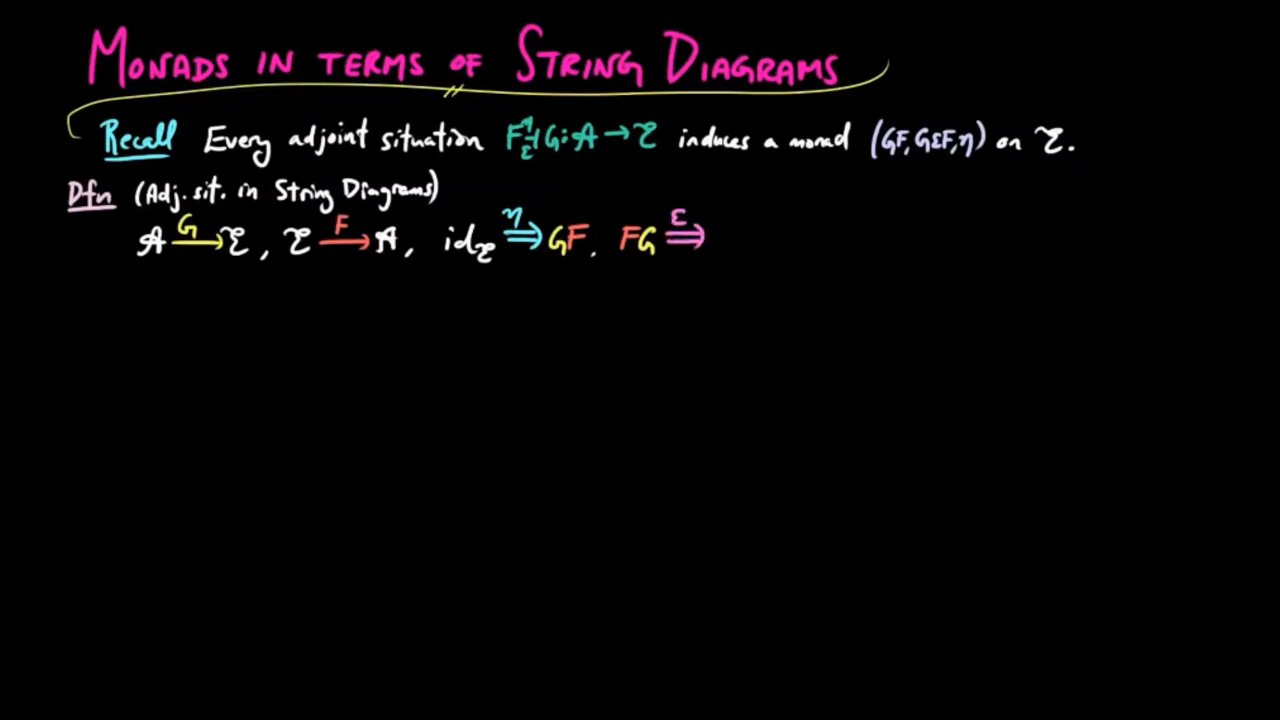 MONADS IN TERMS OF STRING DIAGRAMS
Recall Every adjoint situation F η⊣ε G: 𝒜 → 𝒞 induces a monad (GF, GεF, η) on 𝒞.
Dfn (Adj. sit. in String Diagrams)
𝒜 —G→ 𝒞, 𝒞 —F→ 𝒜, id_𝒞 =η⇒ GF, FG =ε⇒